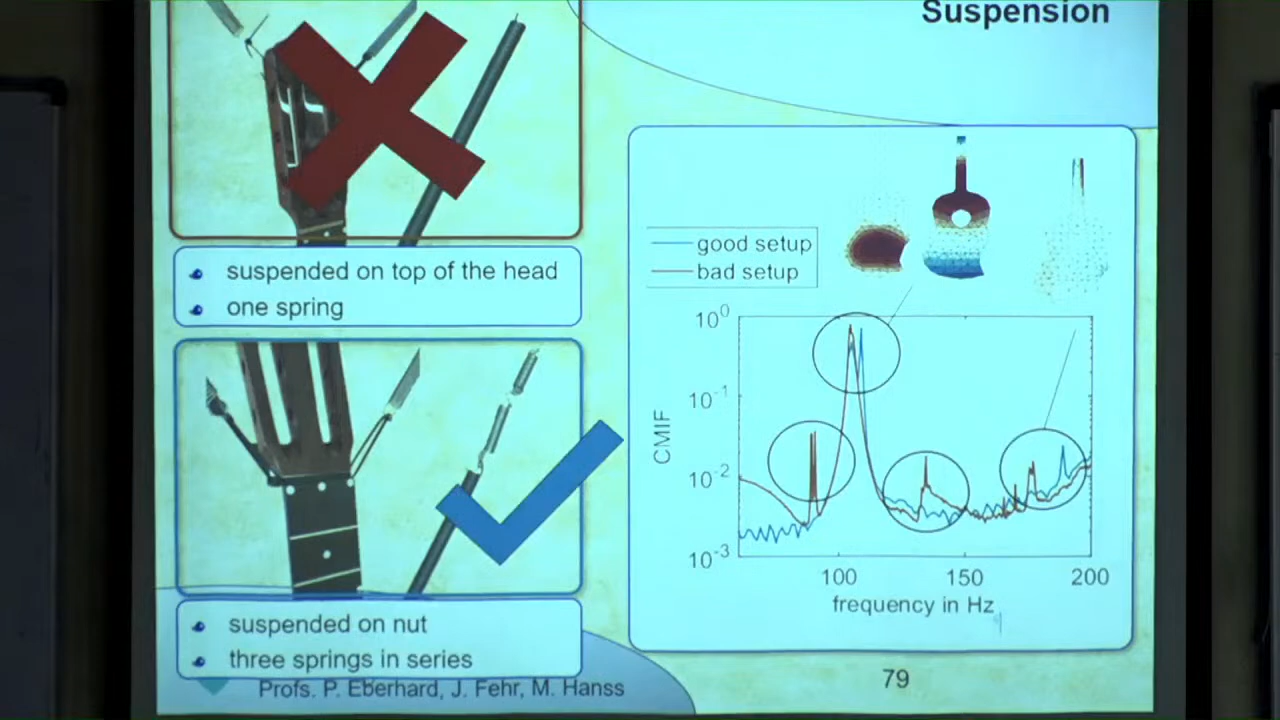 Suspension
suspended on top of the head
one spring
suspended on nut
three springs in series
Profs. P. Eberhard, J. Fehr, M. Hanss
good setup
bad setup
10^0
10^-1
10^-2
10^-3
CMIF
100 150 200
frequency in Hz
79